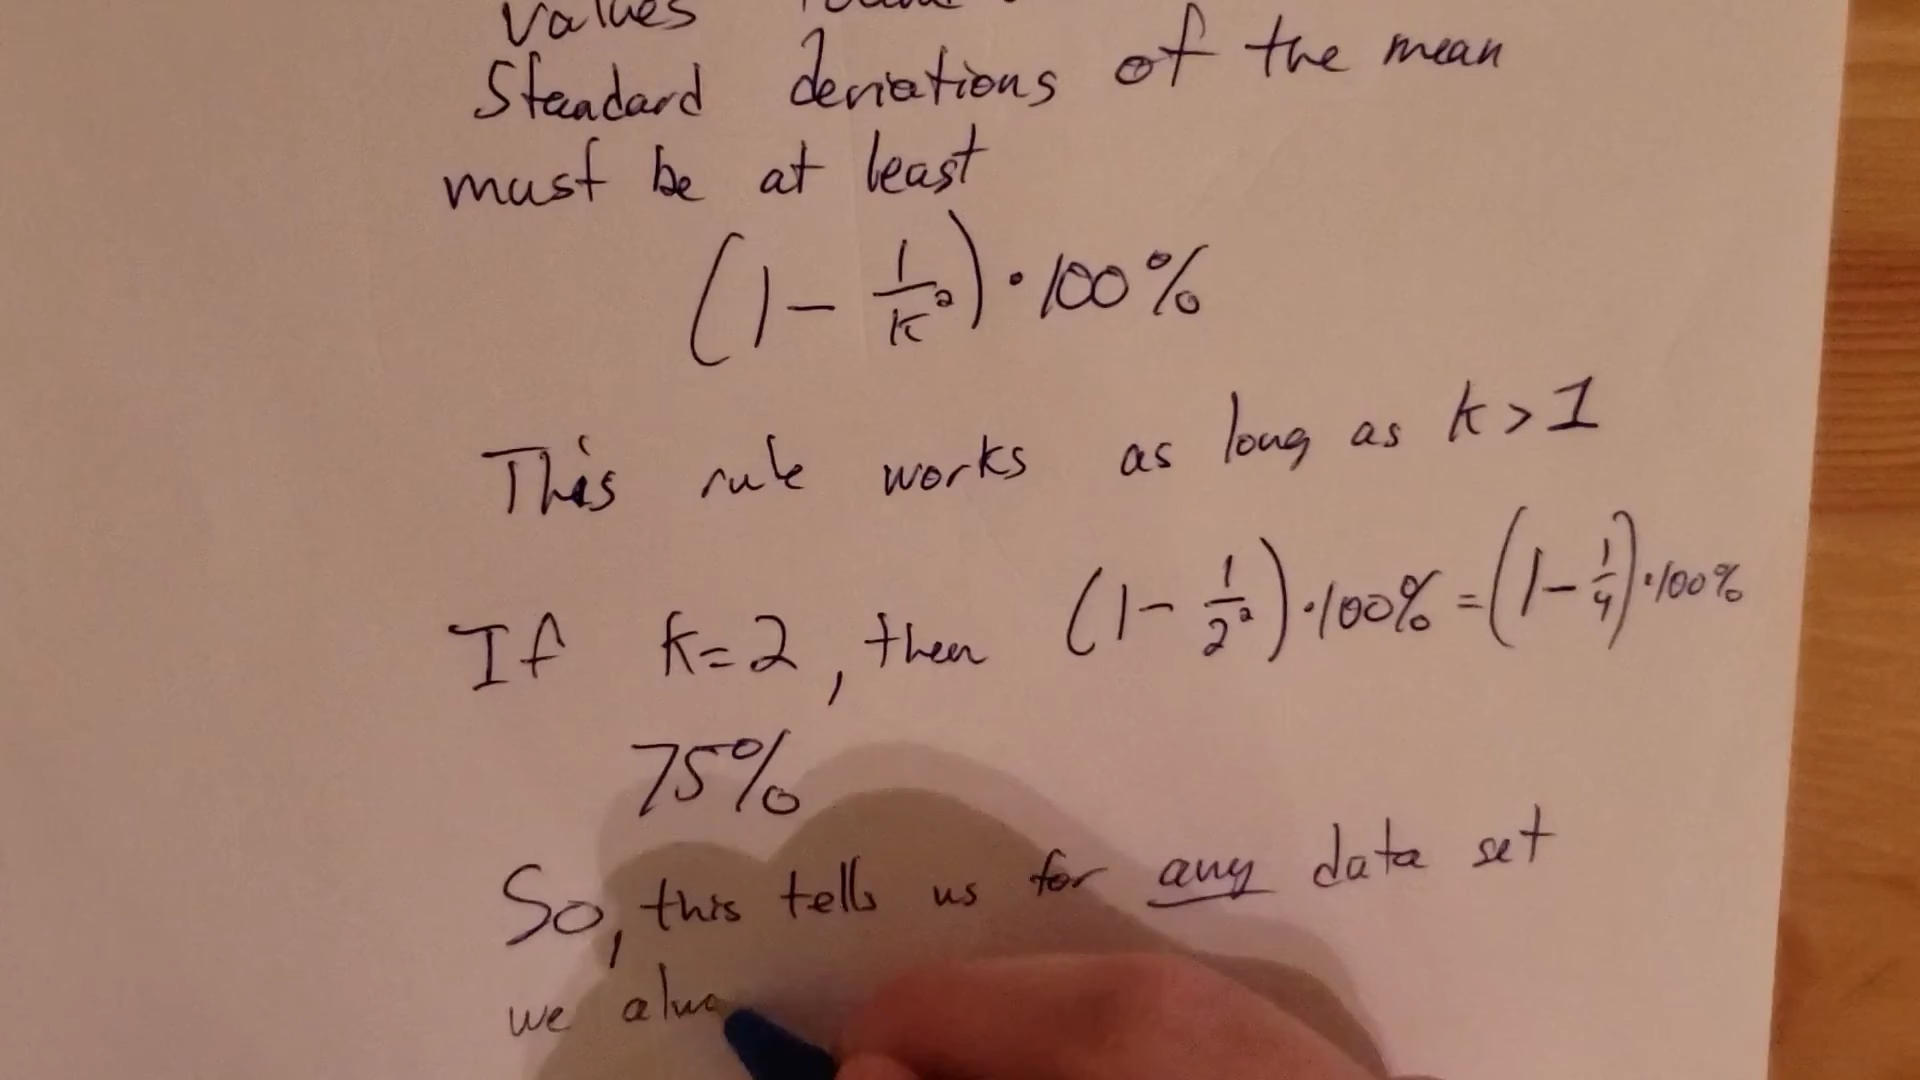 values
Standard deviations of the mean
must be at least
(1 - 1/k²) · 100%
This rule works as long as k > 1
If k = 2, then (1 - 1/2²) · 100% = (1 - 1/4) · 100%
75%
So, this tells us for any data set
we alwa